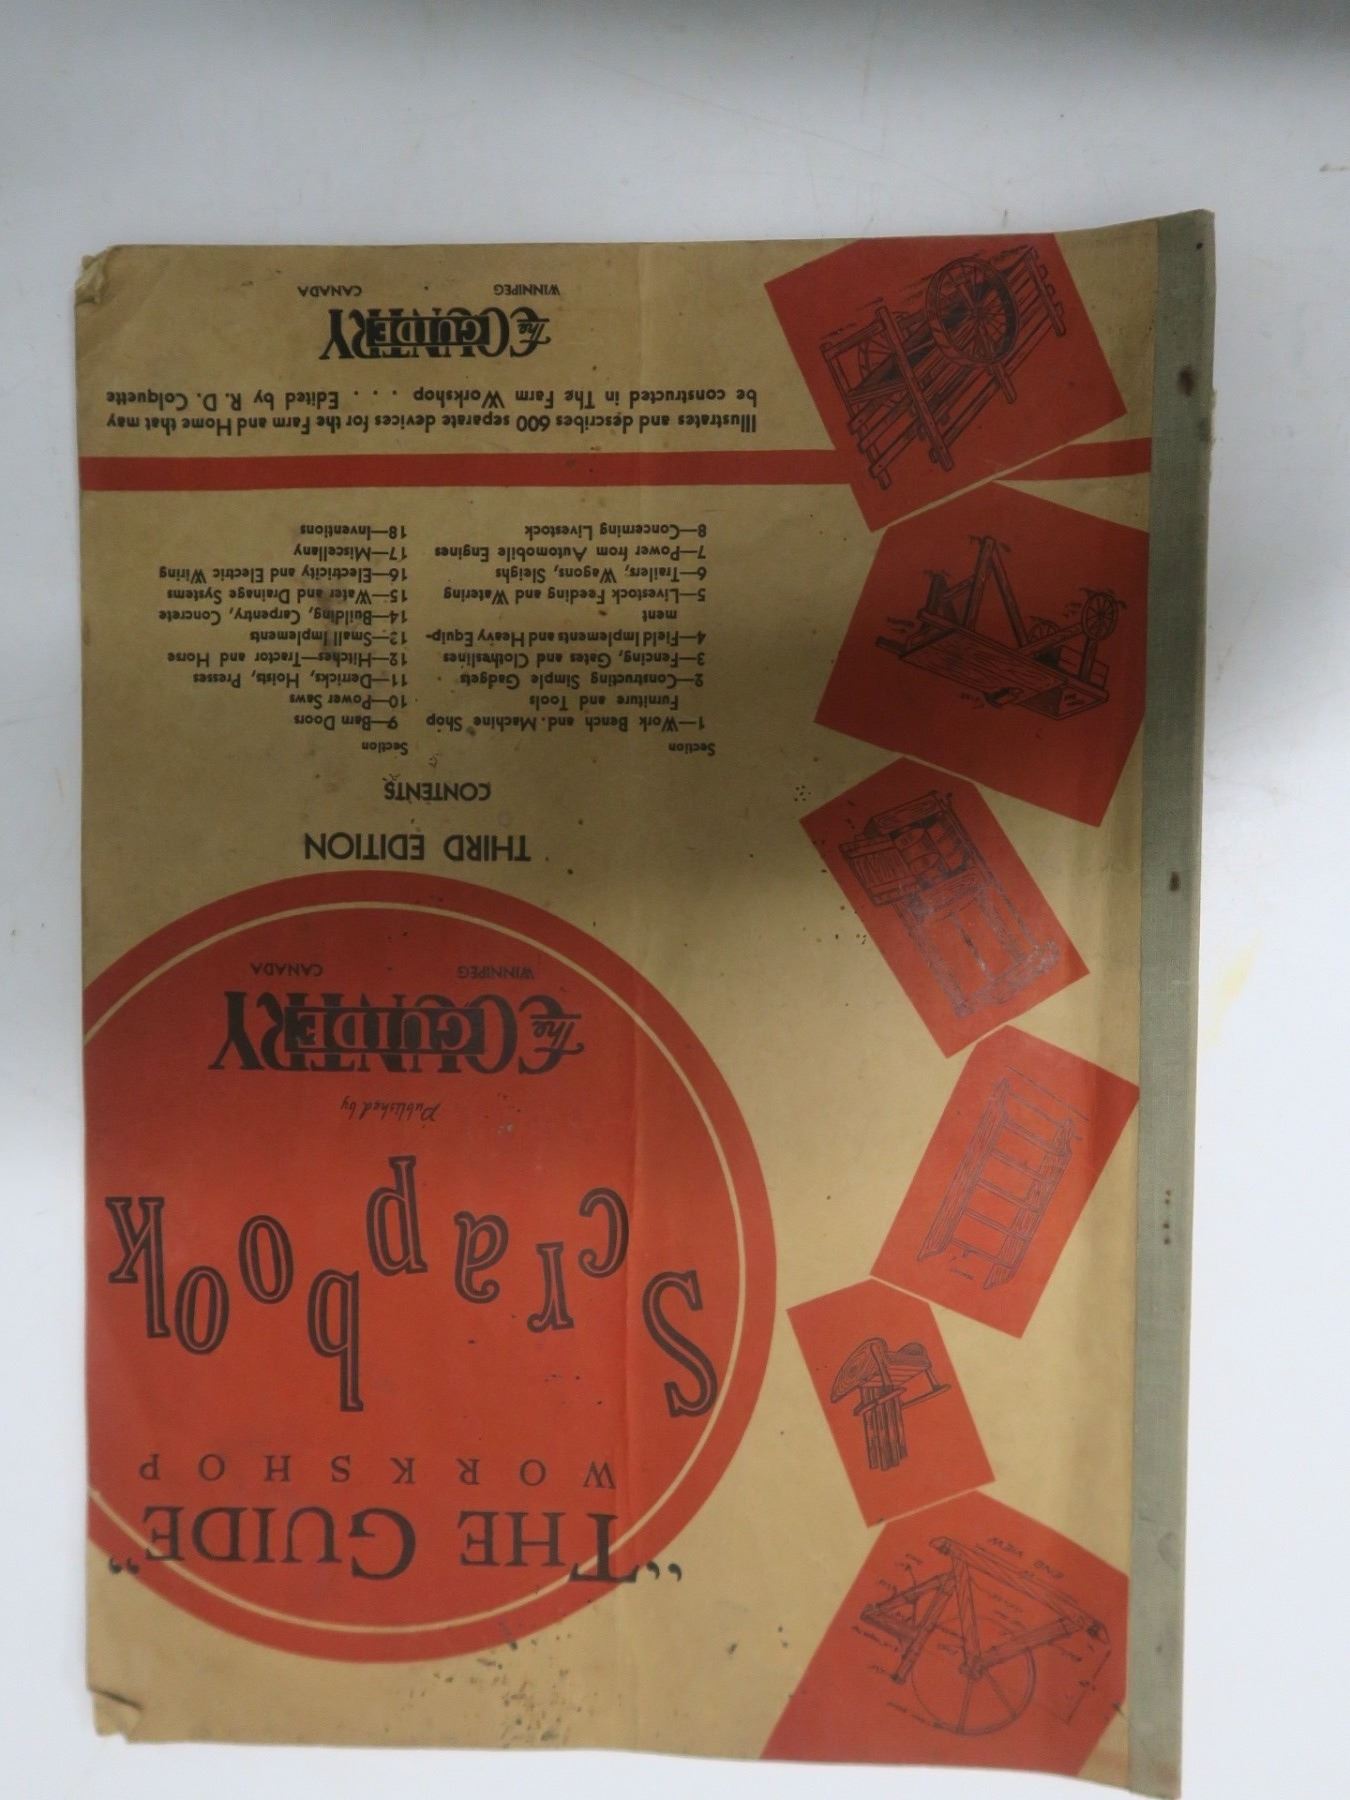 "THE GUIDE"
WORKSHOP
Scrapbook
Published by
The COUNTRY GUIDE
WINNIPEG · CANADA
THIRD EDITION
CONTENTS
Section
1—Work Bench and Machine Shop
Furniture and Tools
2—Constructing Simple Gadgets
3—Fencing, Gates and Clotheslines
4—Field Implements and Heavy Equip-
ment
5—Livestock Feeding and Watering
6—Trailers, Wagons, Sleighs
7—Power from Automobile Engines
8—Concerning Livestock
Section
9—Barn Doors
10—Power Saws
11—Derricks, Hoists, Presses
12—Hitches—Tractor and Horse
13—Small Implements
14—Building, Carpentry, Concrete
15—Water and Drainage Systems
16—Electricity and Electric Wiring
17—Miscellany
18—Inventions
Illustrates and describes 600 separate devices for the Farm and Home that may
be constructed in The Farm Workshop . . . Edited by R. D. Colquette
The COUNTRY GUIDE
WINNIPEG · CANADA
END VIEW